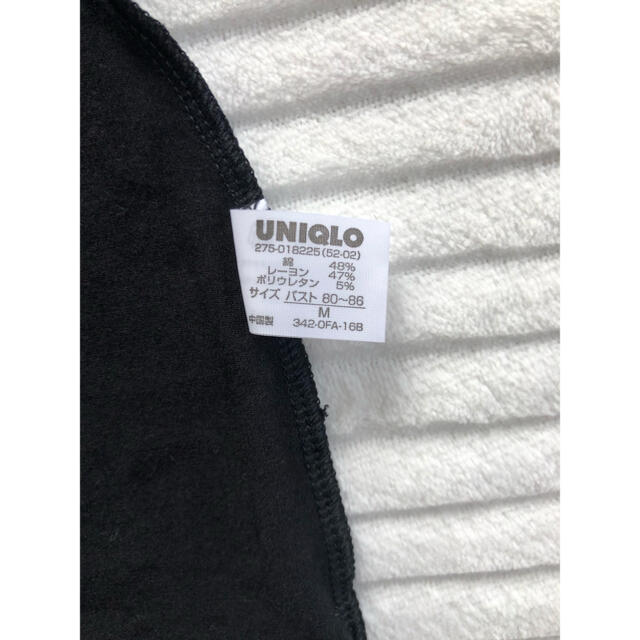 UNIQLO
275-018225(52-02)
綿 48%
レーヨン 47%
ポリウレタン 5%
サイズ バスト 80~86
M
中国製 342-0FA-16B